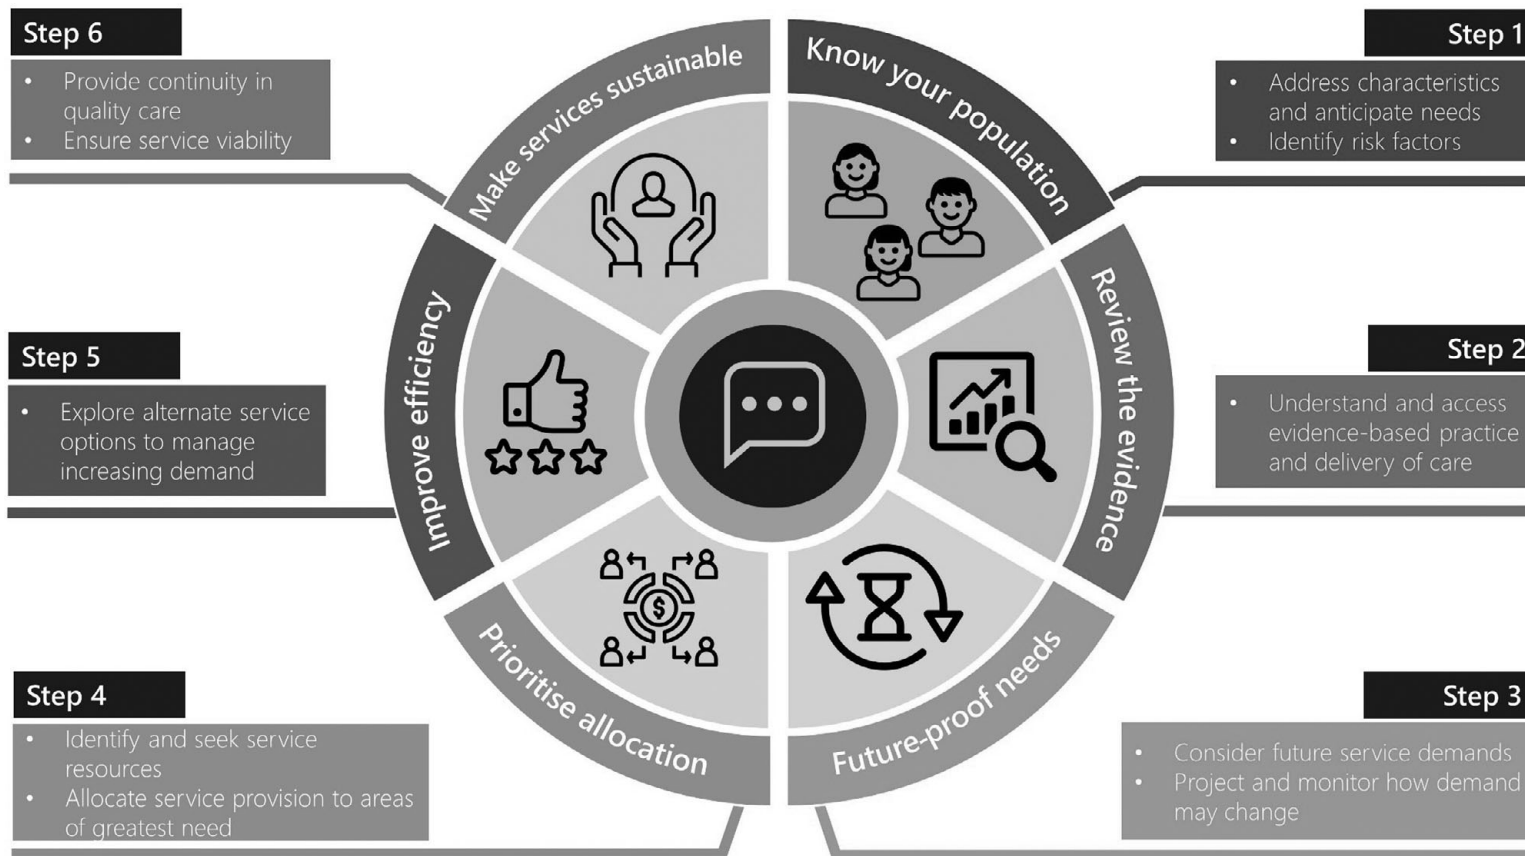 Step 1
• Address characteristics
and anticipate needs
• Identify risk factors
Know your population
Step 2
• Understand and access
evidence-based practice
and delivery of care
Review the evidence
Step 3
• Consider future service demands
• Project and monitor how demand
may change
Future-proof needs
Step 4
• Identify and seek service
resources
• Allocate service provision to areas
of greatest need
Prioritise allocation
$
Step 5
• Explore alternate service
options to manage
increasing demand
Improve efficiency
Step 6
• Provide continuity in
quality care
• Ensure service viability
Make services sustainable